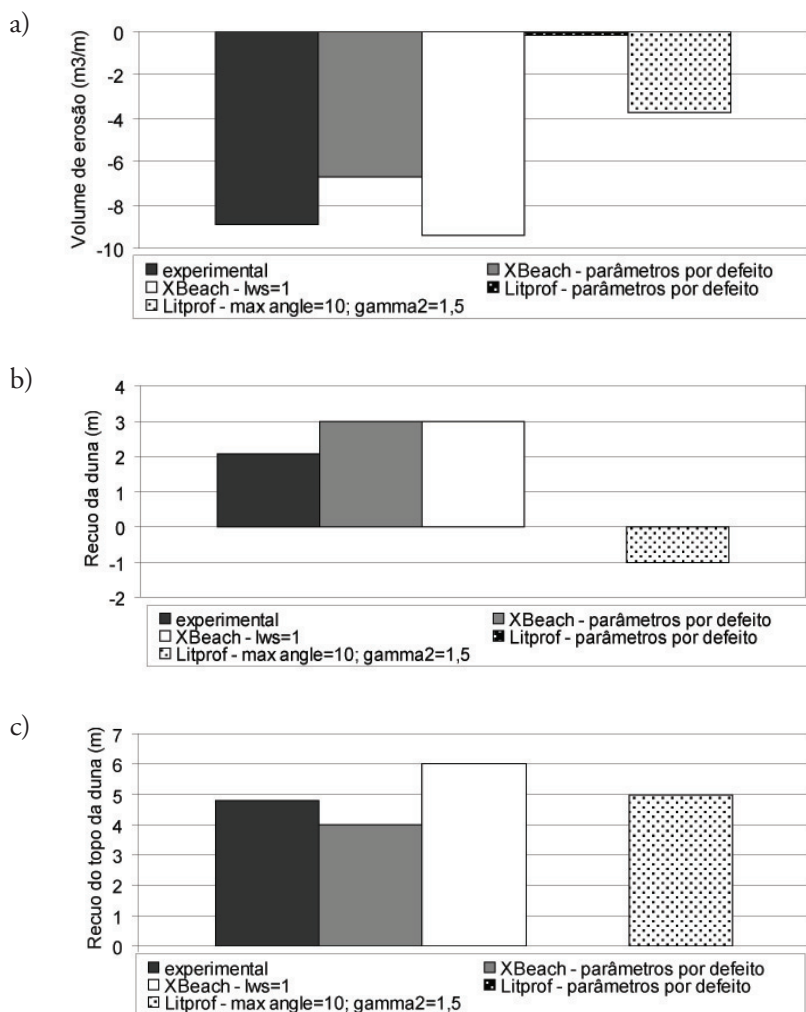 a)
Volume de erosão (m3/m)
0
-2
-4
-6
-8
-10
experimental
XBeach - parâmetros por defeito
XBeach - lws=1
Litprof - parâmetros por defeito
Litprof - max angle=10; gamma2=1,5
b)
Recuo da duna (m)
4
3
2
1
0
-1
-2
experimental
XBeach - parâmetros por defeito
XBeach - lws=1
Litprof - parâmetros por defeito
Litprof - max angle=10; gamma2=1,5
c)
Recuo do topo da duna (m)
7
6
5
4
3
2
1
0
experimental
XBeach - parâmetros por defeito
XBeach - lws=1
Litprof - parâmetros por defeito
Litprof - max angle=10; gamma2=1,5